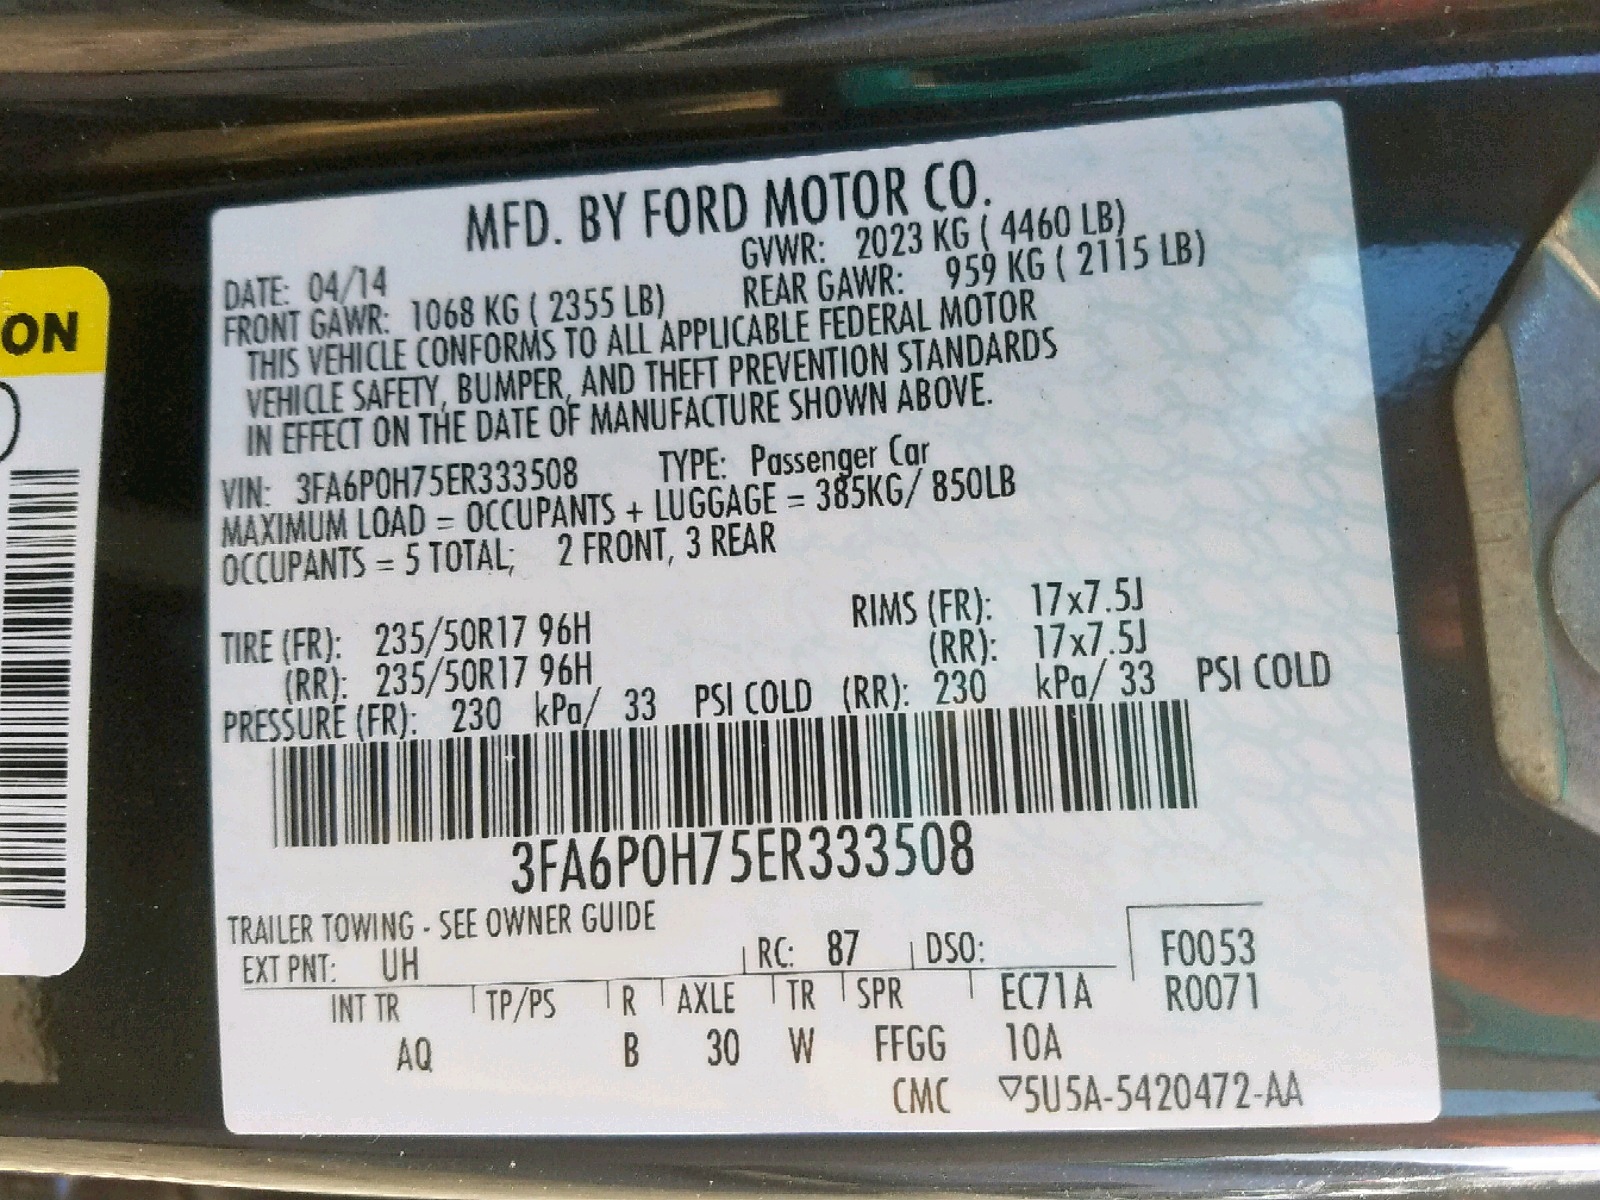 MFD. BY FORD MOTOR CO.
DATE: 04/14 GVWR: 2023 KG ( 4460 LB)
FRONT GAWR: 1068 KG ( 2355 LB) REAR GAWR: 959 KG ( 2115 LB)
THIS VEHICLE CONFORMS TO ALL APPLICABLE FEDERAL MOTOR
VEHICLE SAFETY, BUMPER, AND THEFT PREVENTION STANDARDS
IN EFFECT ON THE DATE OF MANUFACTURE SHOWN ABOVE.
VIN: 3FA6P0H75ER333508 TYPE: Passenger Car
MAXIMUM LOAD = OCCUPANTS + LUGGAGE = 385KG/ 850LB
OCCUPANTS = 5 TOTAL; 2 FRONT, 3 REAR
TIRE (FR): 235/50R17 96H RIMS (FR): 17x7.5J
(RR): 235/50R17 96H (RR): 17x7.5J
PRESSURE (FR): 230 kPa/ 33 PSI COLD (RR): 230 kPa/ 33 PSI COLD
3FA6P0H75ER333508
TRAILER TOWING - SEE OWNER GUIDE
EXT PNT: UH RC: 87 DSO: F0053
INT TR TP/PS R AXLE TR SPR EC71A R0071
AQ B 30 W FFGG 10A
CMC ▽5U5A-5420472-AA
ON